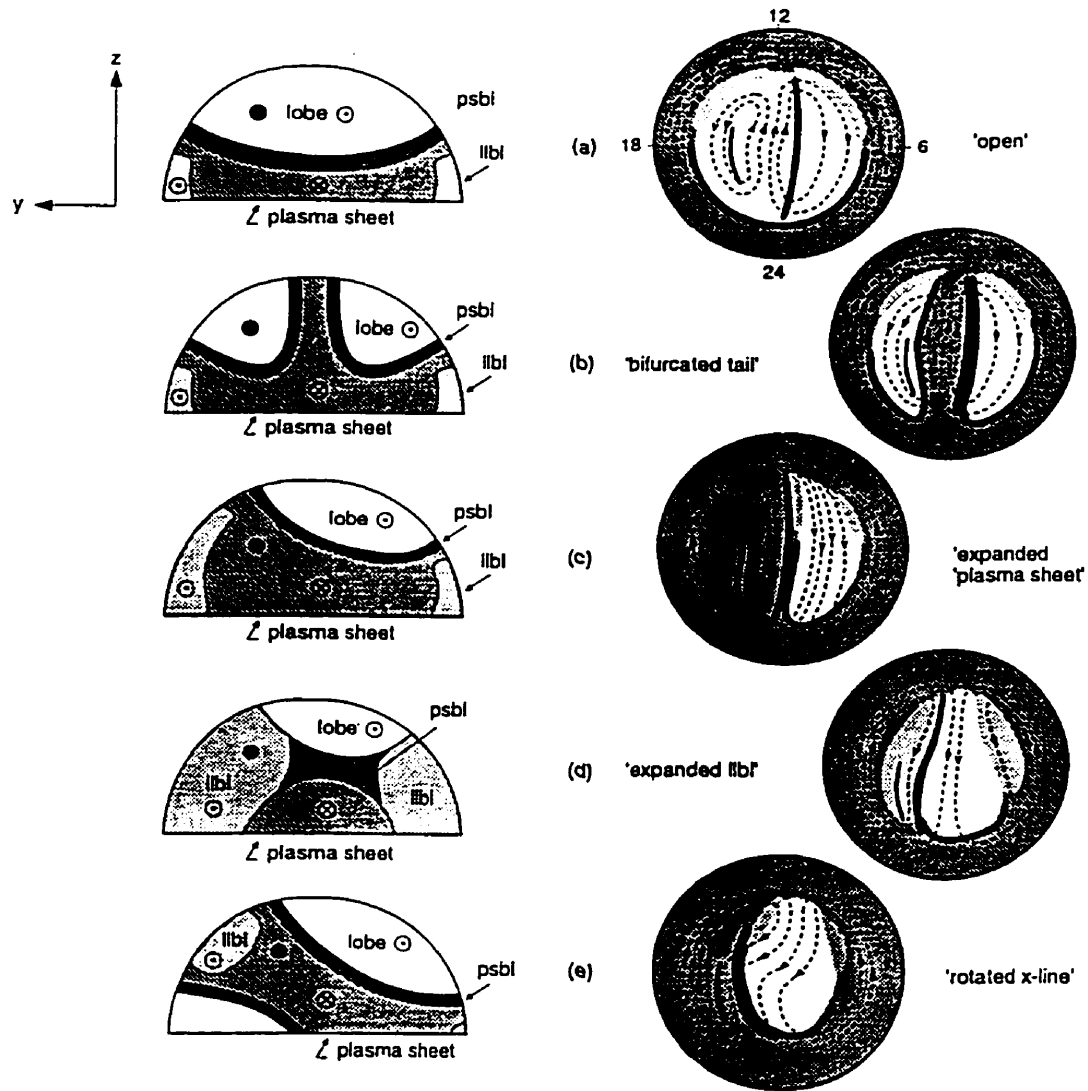 12
z
lobe
psbl
(a)
18
6
'open'
llbl
y
plasma sheet
24
lobe
psbl
llbl
(b)
'bifurcated tail'
plasma sheet
lobe
psbl
llbl
(c)
'expanded
'plasma sheet'
plasma sheet
psbl
lobe
llbl
llbl
(d)
'expanded llbl'
plasma sheet
llbl
lobe
psbl
(e)
'rotated x-line'
plasma sheet